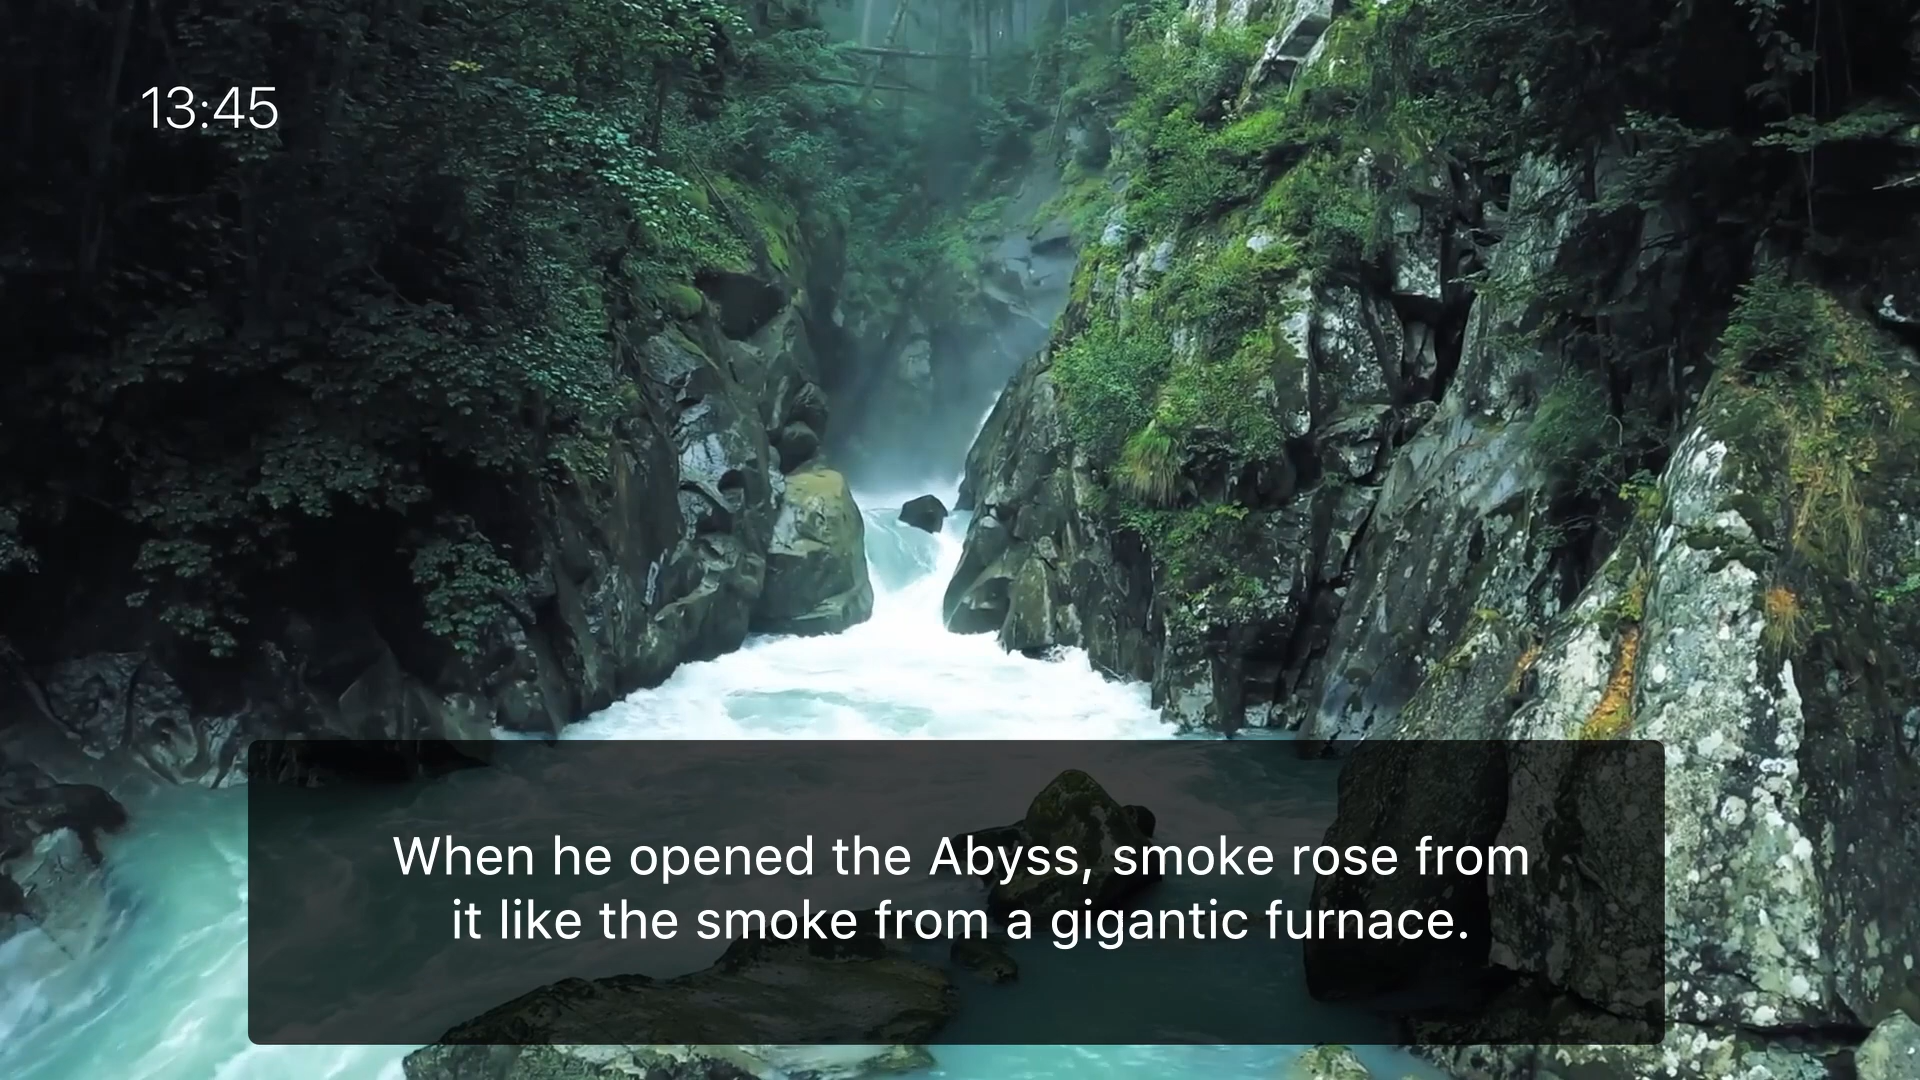 13:45
When he opened the Abyss, smoke rose from
it like the smoke from a gigantic furnace.